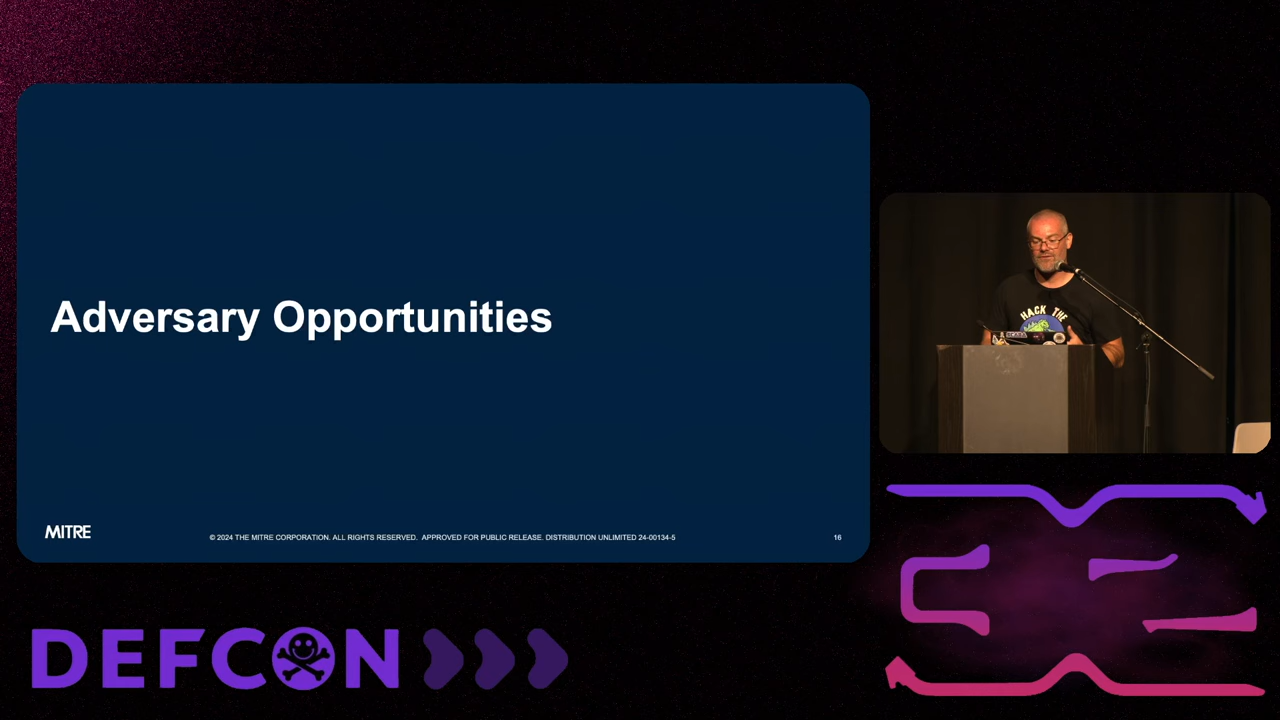 Adversary Opportunities
HACK THE
MITRE
© 2024 THE MITRE CORPORATION. ALL RIGHTS RESERVED. APPROVED FOR PUBLIC RELEASE. DISTRIBUTION UNLIMITED 24-00134-5
16
DEFCON